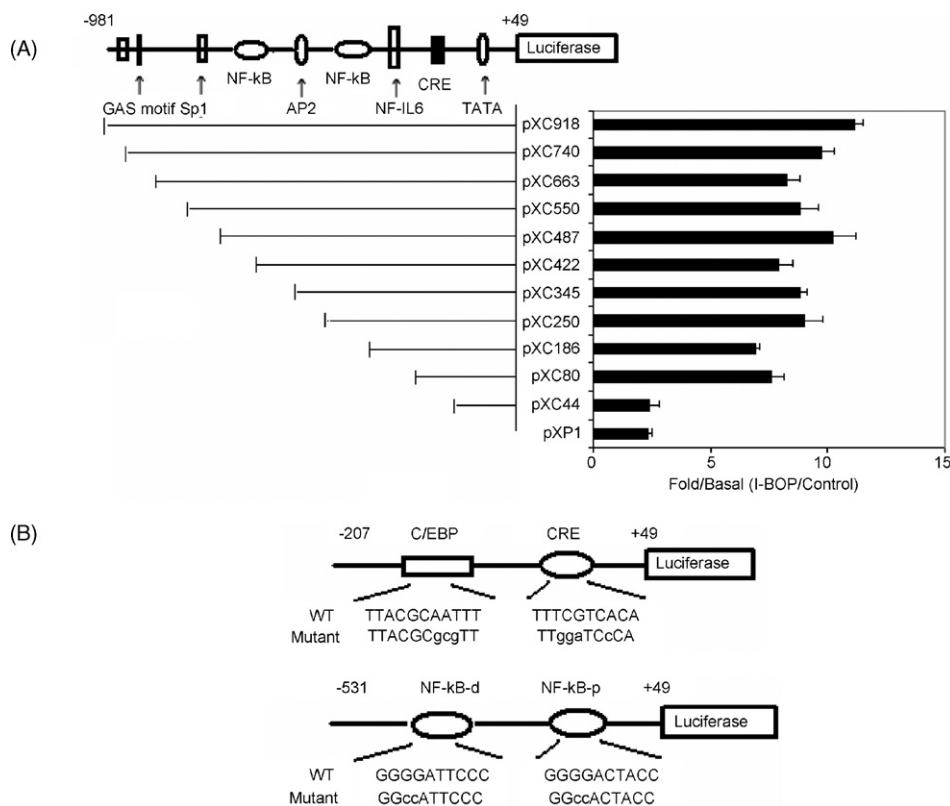 (A)
-981 +49
Luciferase
NF-kB NF-kB CRE
GAS motif Sp1 AP2 NF-IL6 TATA
pXC918
pXC740
pXC663
pXC550
pXC487
pXC422
pXC345
pXC250
pXC186
pXC80
pXC44
pXP1
0 5 10 15
Fold/Basal (I-BOP/Control)
(B)
-207 C/EBP CRE +49
Luciferase
WT TTACGCAATTT TTTCGTCACA
Mutant TTACGCgcgTT TTggaTCcCA
-531 NF-kB-d NF-kB-p +49
Luciferase
WT GGGGATTCCC GGGGACTACC
Mutant GGccATTCCC GGccACTACC